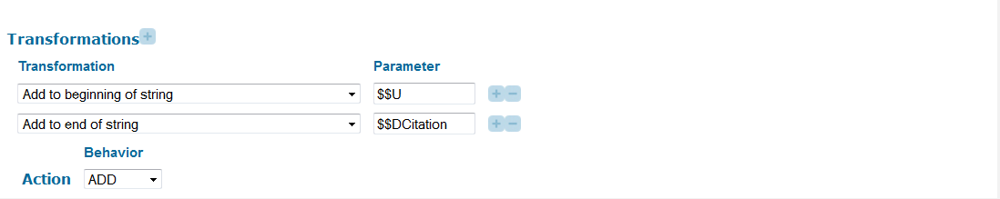 Transformations
Transformation Parameter
Add to beginning of string $$U
Add to end of string $$DCitation
Behavior
Action ADD